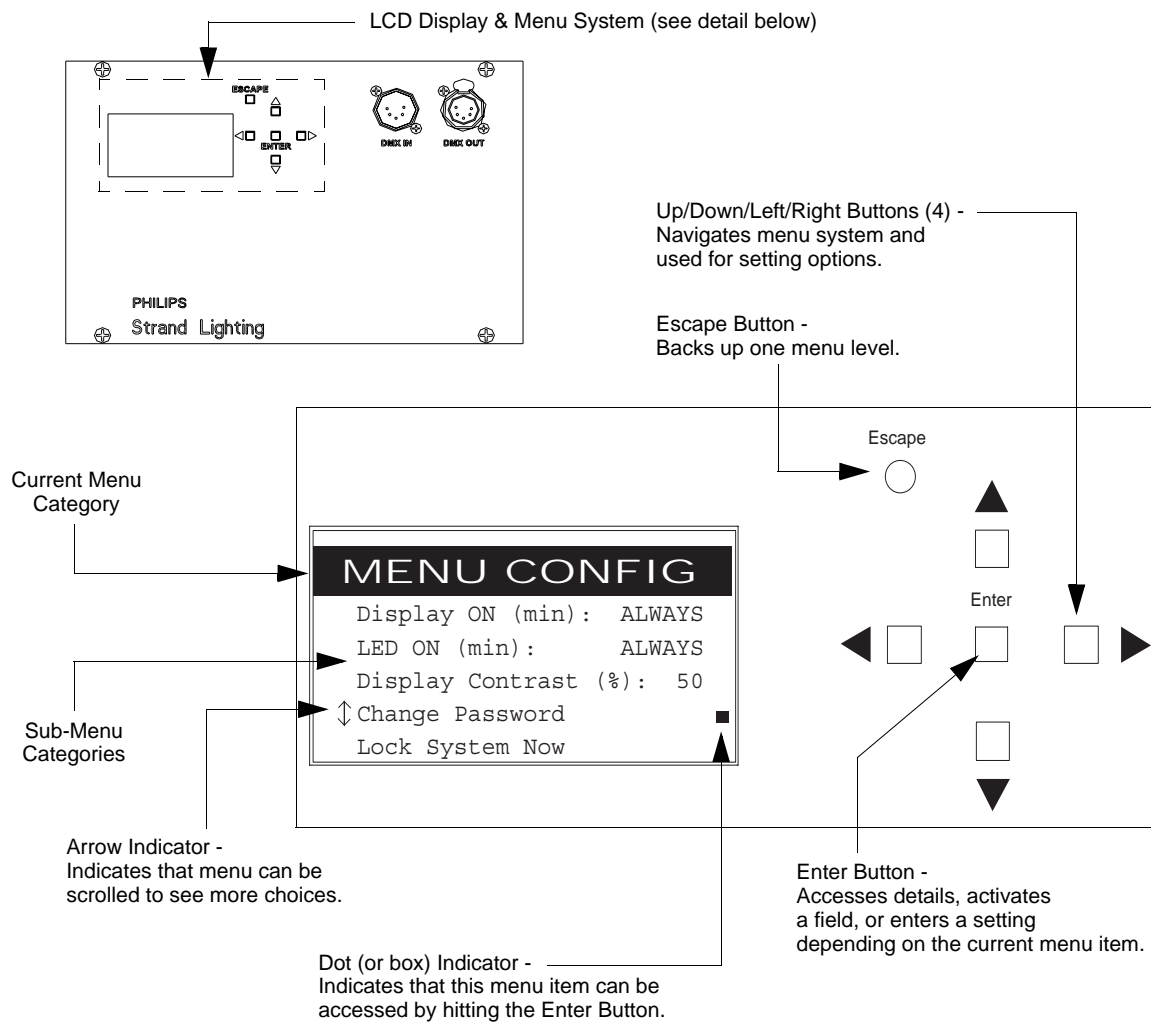 LCD Display & Menu System (see detail below)
ESCAPE
ENTER
DMX IN
DMX OUT
PHILIPS
Strand Lighting
Up/Down/Left/Right Buttons (4) -
Navigates menu system and
used for setting options.
Escape Button -
Backs up one menu level.
Escape
Current Menu
Category
MENU CONFIG
Display ON (min): ALWAYS
LED ON (min): ALWAYS
Display Contrast (%): 50
Change Password
Lock System Now
Enter
Sub-Menu
Categories
Arrow Indicator -
Indicates that menu can be
scrolled to see more choices.
Enter Button -
Accesses details, activates
a field, or enters a setting
depending on the current menu item.
Dot (or box) Indicator -
Indicates that this menu item can be
accessed by hitting the Enter Button.